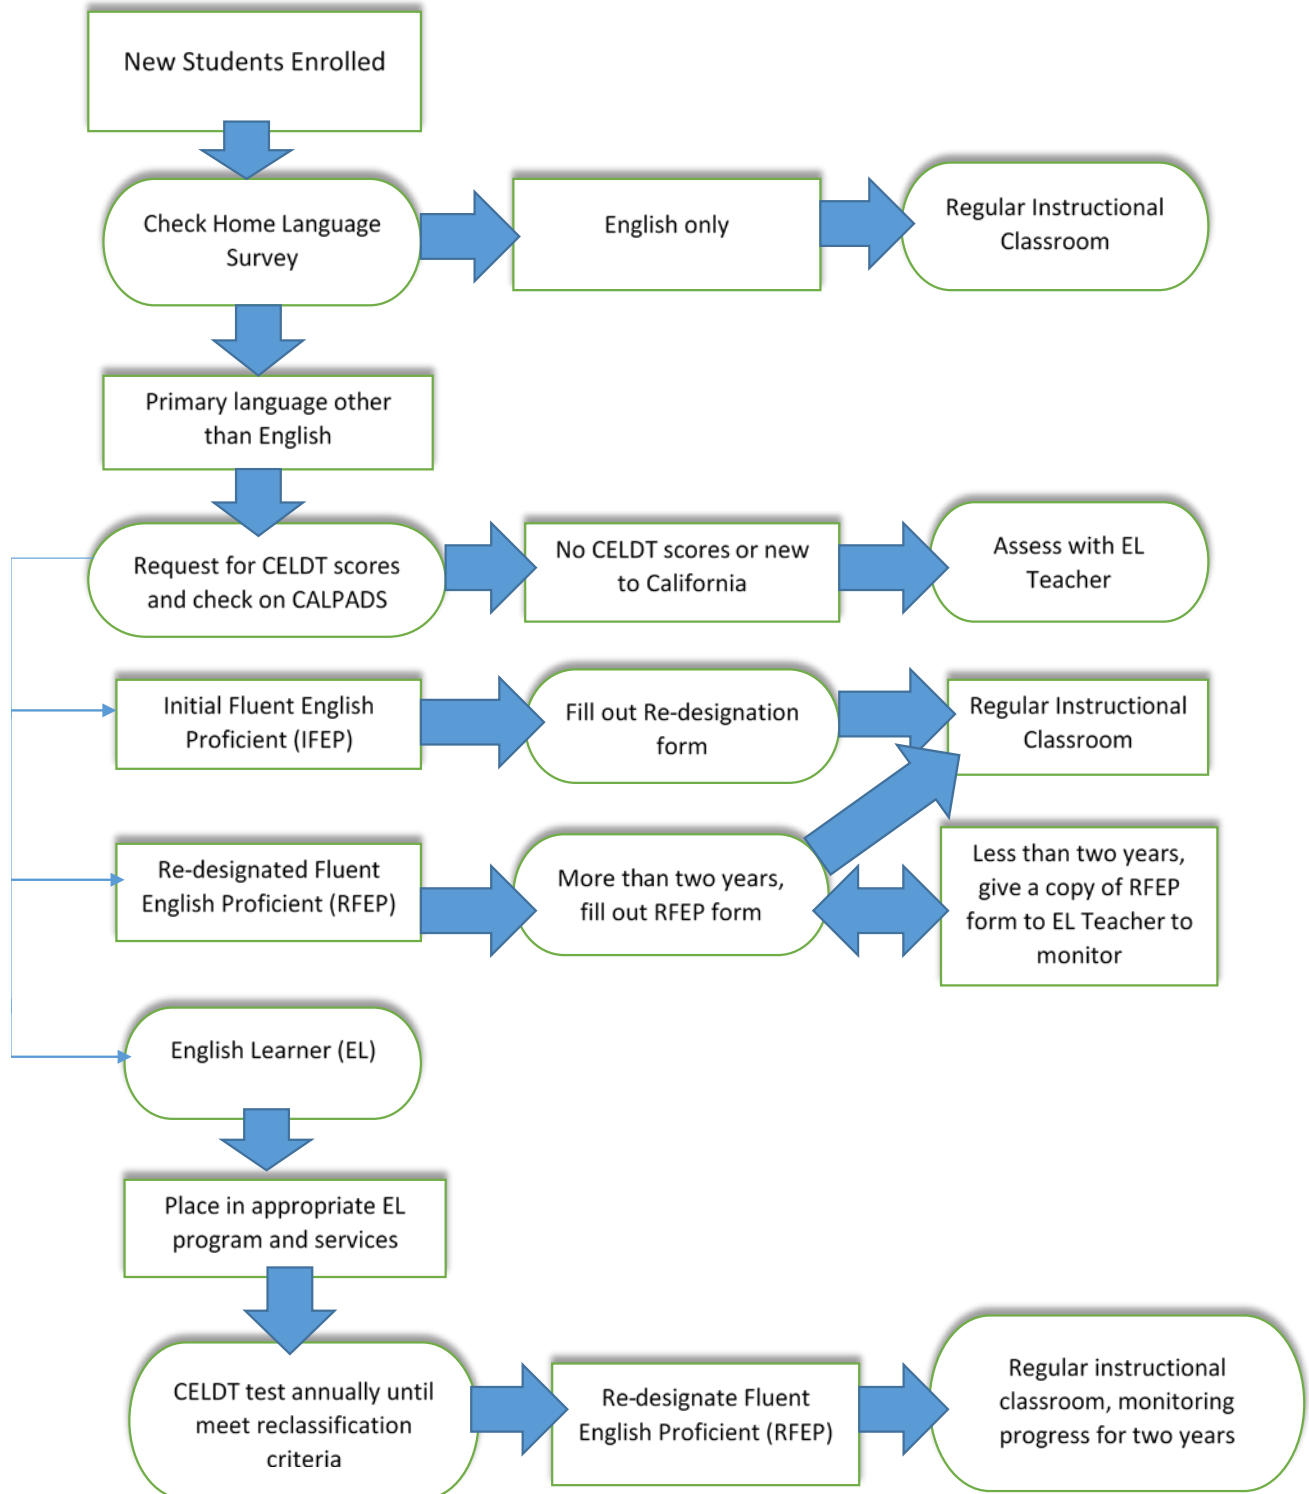 New Students Enrolled
Check Home Language
Survey
English only
Regular Instructional
Classroom
Primary language other
than English
Request for CELDT scores
and check on CALPADS
No CELDT scores or new
to California
Assess with EL
Teacher
Initial Fluent English
Proficient (IFEP)
Fill out Re-designation
form
Regular Instructional
Classroom
Re-designated Fluent
English Proficient (RFEP)
More than two years,
fill out RFEP form
Less than two years,
give a copy of RFEP
form to EL Teacher to
monitor
English Learner (EL)
Place in appropriate EL
program and services
CELDT test annually until
meet reclassification
criteria
Re-designate Fluent
English Proficient (RFEP)
Regular instructional
classroom, monitoring
progress for two years